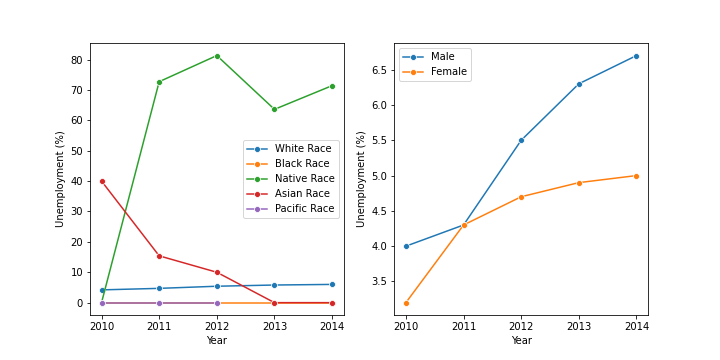 80
70
60
50
40
30
20
10
0
Unemployment (%)
White Race
Black Race
Native Race
Asian Race
Pacific Race
2010 2011 2012 2013 2014
Year
Male
Female
6.5
6.0
5.5
5.0
4.5
4.0
3.5
Unemployment (%)
2010 2011 2012 2013 2014
Year